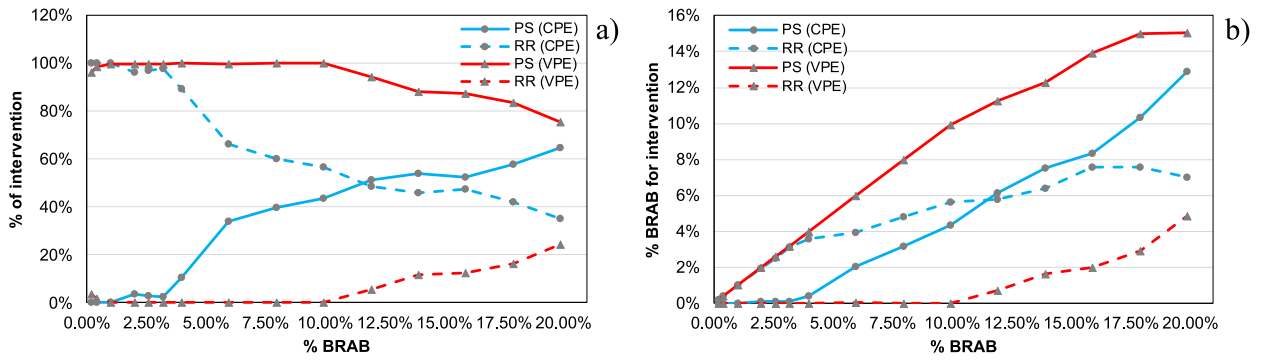 120%
100%
80%
60%
40%
20%
0%
% of intervention
0.00% 2.50% 5.00% 7.50% 10.00% 12.50% 15.00% 17.50% 20.00%
% BRAB
PS (CPE)
RR (CPE)
PS (VPE)
RR (VPE)
a)
16%
14%
12%
10%
8%
6%
4%
2%
0%
% BRAB for intervention
0.00% 2.50% 5.00% 7.50% 10.00% 12.50% 15.00% 17.50% 20.00%
% BRAB
PS (CPE)
RR (CPE)
PS (VPE)
RR (VPE)
b)